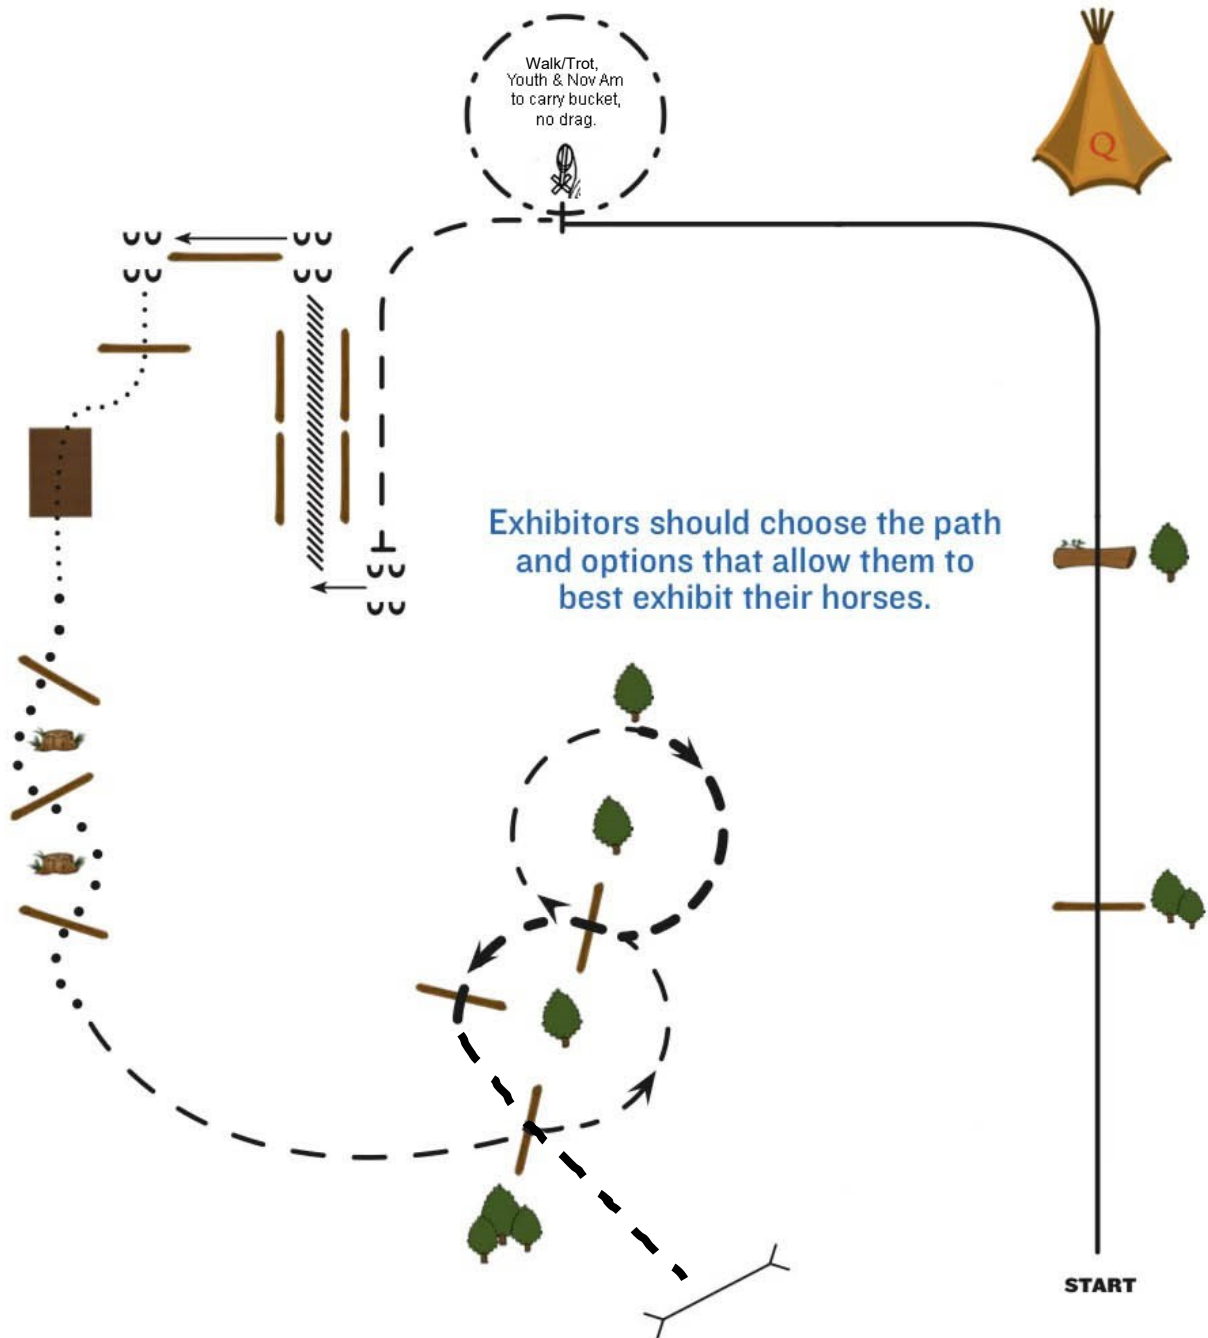 Walk/Trot,
Youth & Nov Am
to carry bucket,
no drag.
Q
Exhibitors should choose the path
and options that allow them to
best exhibit their horses.
START